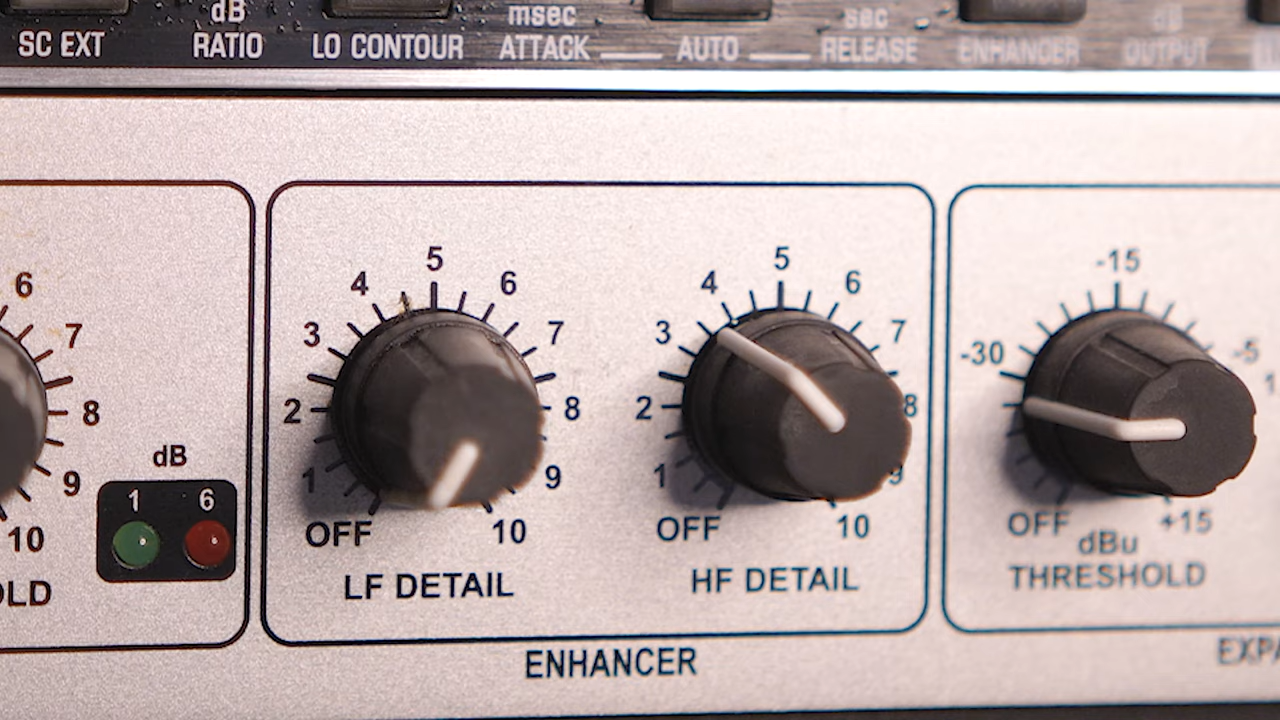 dB msec sec dB
SC EXT RATIO LO CONTOUR ATTACK AUTO RELEASE ENHANCER OUTPUT
5 5 -15
6 4 6 4 6
7 3 7 3 7 -30 -5
8 2 8 2 8
dB
9 1 9 1 9
1 6
10 OFF 10 OFF 10 OFF +15
dBu
LF DETAIL HF DETAIL THRESHOLD
ENHANCER